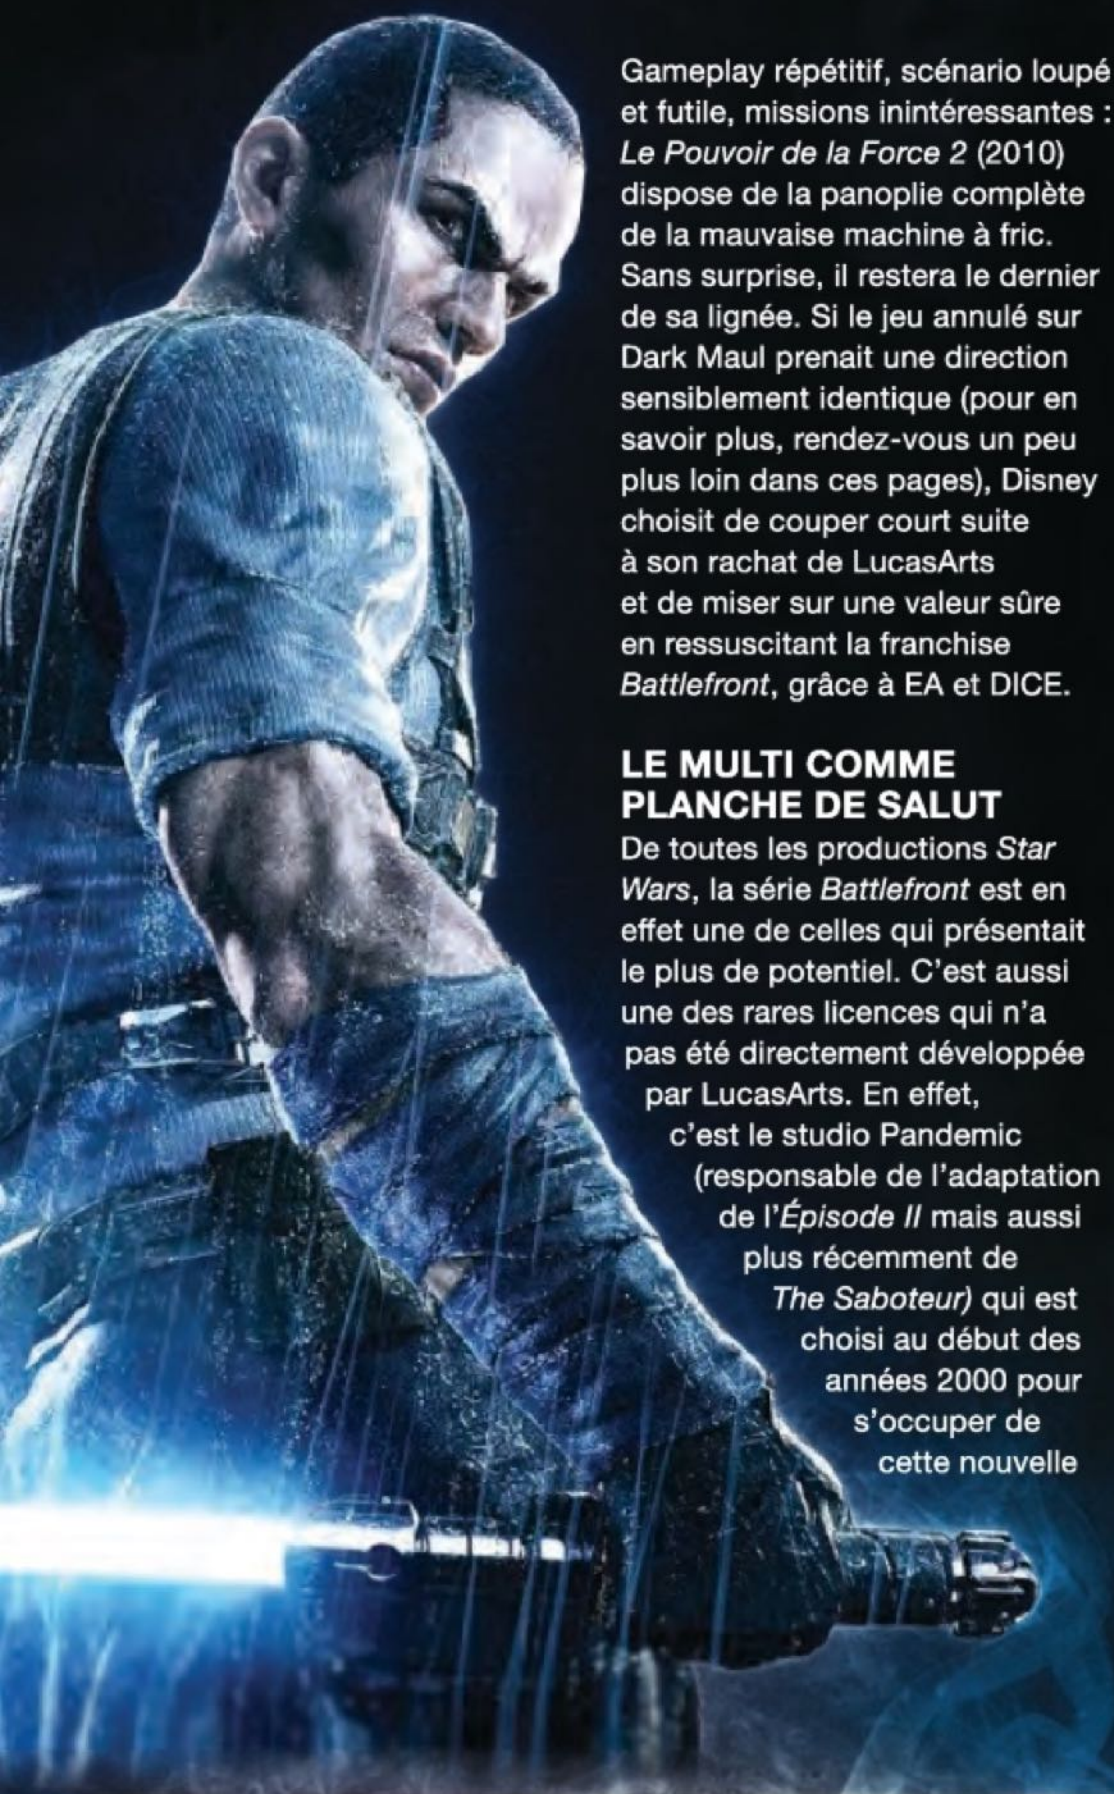 Gameplay répétitif, scénario loupé
et futile, missions inintéressantes :
Le Pouvoir de la Force 2 (2010)
dispose de la panoplie complète
de la mauvaise machine à fric.
Sans surprise, il restera le dernier
de sa lignée. Si le jeu annulé sur
Dark Maul prenait une direction
sensiblement identique (pour en
savoir plus, rendez-vous un peu
plus loin dans ces pages), Disney
choisit de couper court suite
à son rachat de LucasArts
et de miser sur une valeur sûre
en ressuscitant la franchise
Battlefront, grâce à EA et DICE.
LE MULTI COMME
PLANCHE DE SALUT
De toutes les productions Star
Wars, la série Battlefront est en
effet une de celles qui présentait
le plus de potentiel. C'est aussi
une des rares licences qui n'a
pas été directement développée
par LucasArts. En effet,
c'est le studio Pandemic
(responsable de l'adaptation
de l'Épisode II mais aussi
plus récemment de
The Saboteur) qui est
choisi au début des
années 2000 pour
s'occuper de
cette nouvelle